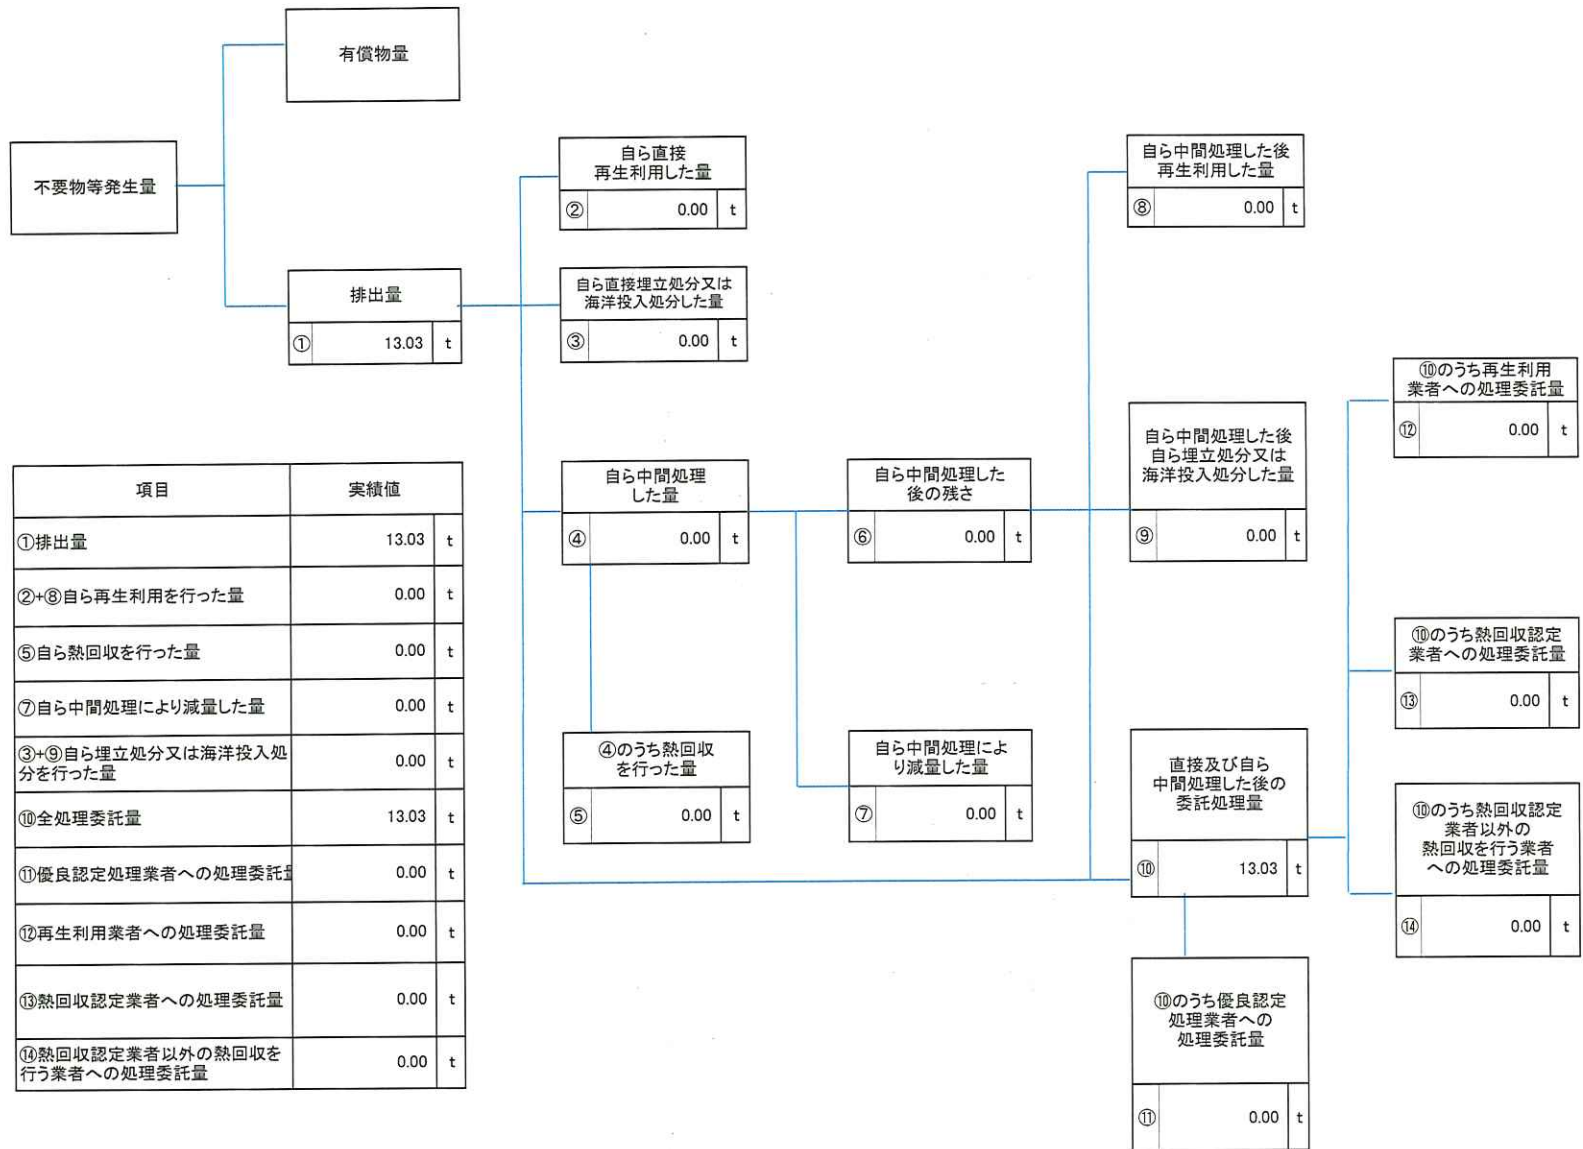 有償物量
不要物等発生量
排出量
① 13.03 t
自ら直接
再生利用した量
② 0.00 t
自ら直接埋立処分又は
海洋投入処分した量
③ 0.00 t
自ら中間処理
した量
④ 0.00 t
④のうち熱回収
を行った量
⑤ 0.00 t
自ら中間処理した
後の残さ
⑥ 0.00 t
自ら中間処理によ
り減量した量
⑦ 0.00 t
自ら中間処理した後
再生利用した量
⑧ 0.00 t
自ら中間処理した後
自ら埋立処分又は
海洋投入処分した量
⑨ 0.00 t
直接及び自ら
中間処理した後の
委託処理量
⑩ 13.03 t
⑩のうち優良認定
処理業者への
処理委託量
⑪ 0.00 t
⑩のうち再生利用
業者への処理委託量
⑫ 0.00 t
⑩のうち熱回収認定
業者への処理委託量
⑬ 0.00 t
⑩のうち熱回収認定
業者以外の
熱回収を行う業者
への処理委託量
⑭ 0.00 t
項目 実績値
①排出量 13.03 t
②+⑧自ら再生利用を行った量 0.00 t
⑤自ら熱回収を行った量 0.00 t
⑦自ら中間処理により減量した量 0.00 t
③+⑨自ら埋立処分又は海洋投入処
分を行った量 0.00 t
⑩全処理委託量 13.03 t
⑪優良認定処理業者への処理委託 0.00 t
⑫再生利用業者への処理委託量 0.00 t
⑬熱回収認定業者への処理委託量 0.00 t
⑭熱回収認定業者以外の熱回収を
行う業者への処理委託量 0.00 t